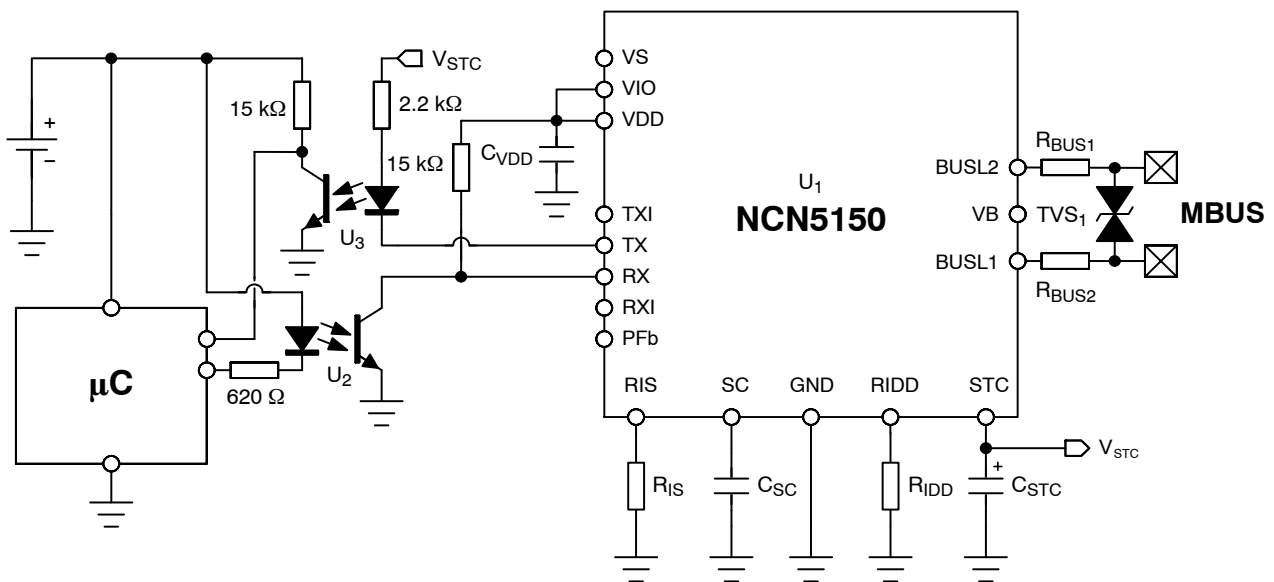 VS
V_STC
VIO
15 kΩ
2.2 kΩ
VDD
+
−
C_VDD
15 kΩ
R_BUS1
BUSL2
U_1
NCN5150
TXI
VB
TVS_1
MBUS
U_3
TX
BUSL1
RX
R_BUS2
RXI
PFb
μC
U_2
620 Ω
RIS
SC
GND
RIDD
STC
V_STC
+
R_IS
C_SC
R_IDD
C_STC